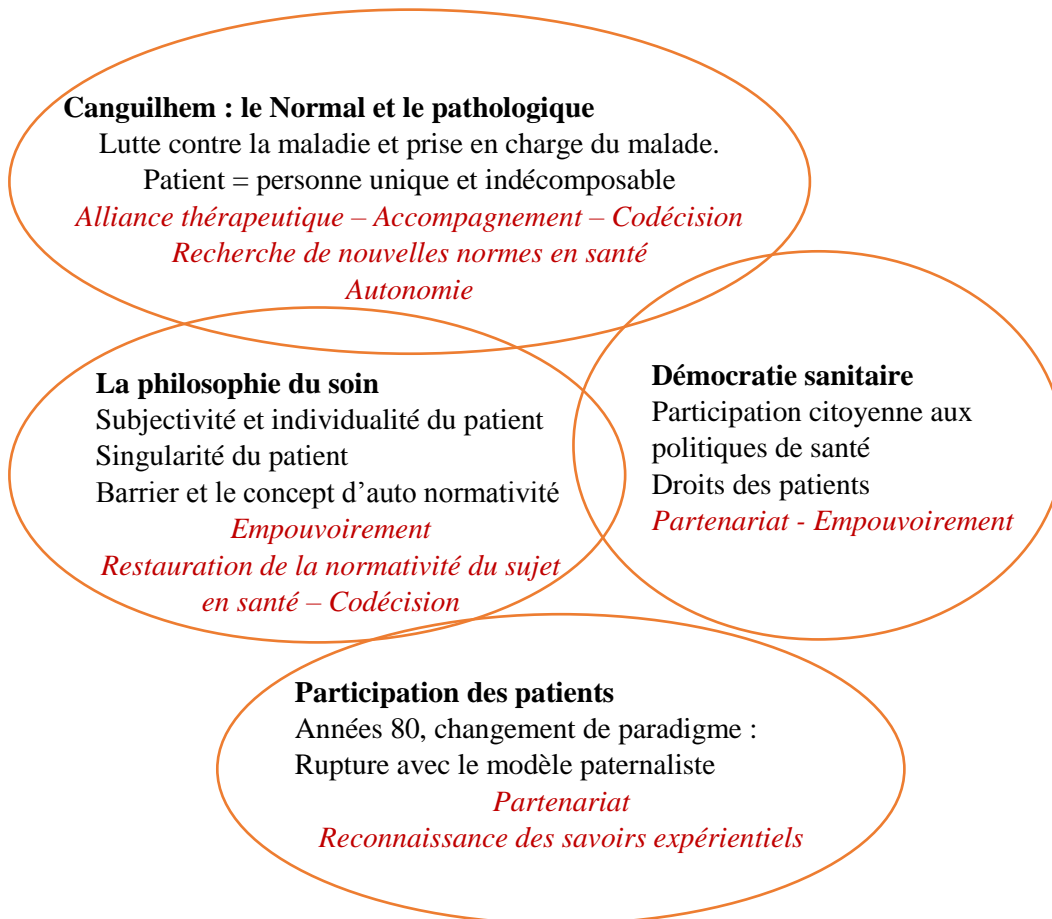 Canguilhem : le Normal et le pathologique
Lutte contre la maladie et prise en charge du malade.
Patient = personne unique et indécomposable
Alliance thérapeutique – Accompagnement – Codécision
Recherche de nouvelles normes en santé
Autonomie
La philosophie du soin
Subjectivité et individualité du patient
Singularité du patient
Barrier et le concept d’auto normativité
Empouvoirement
Restauration de la normativité du sujet
en santé – Codécision
Démocratie sanitaire
Participation citoyenne aux
politiques de santé
Droits des patients
Partenariat - Empouvoirement
Participation des patients
Années 80, changement de paradigme :
Rupture avec le modèle paternaliste
Partenariat
Reconnaissance des savoirs expérientiels